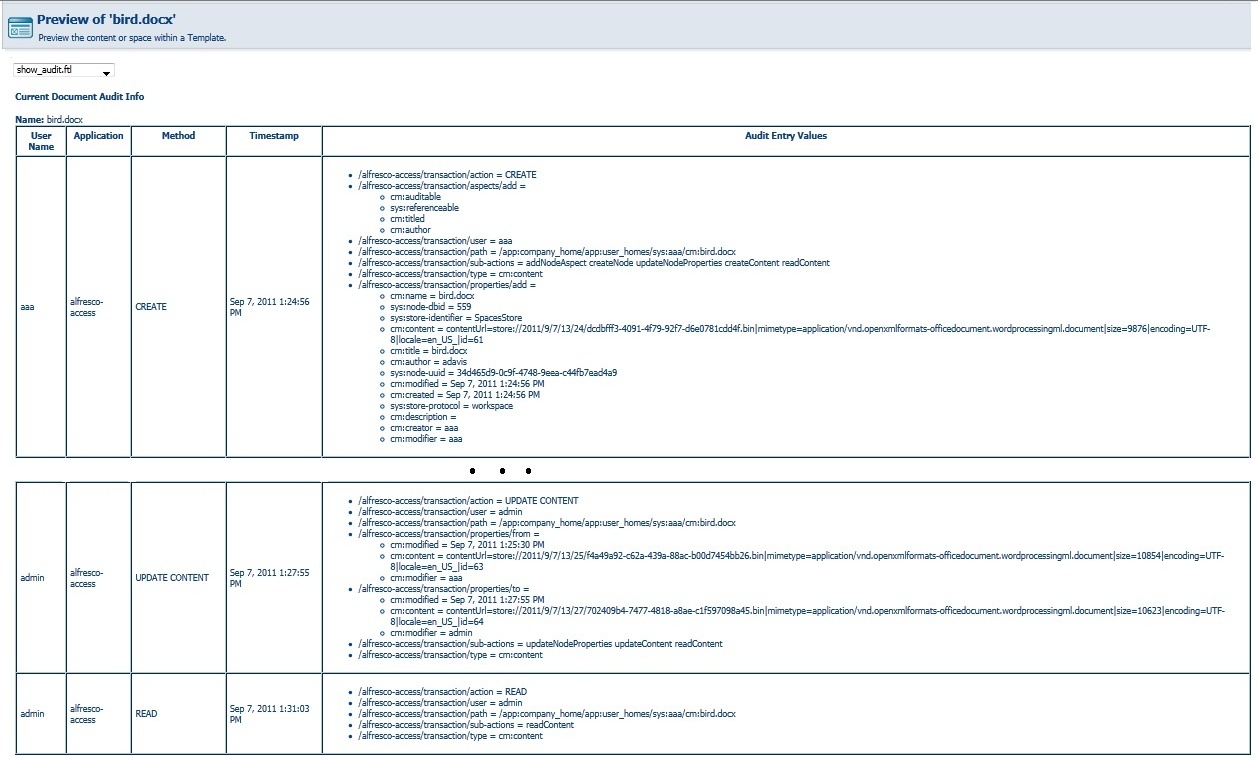 Preview of 'bird.docx'
Preview the content or space within a Template.
show_audit.ftl
Current Document Audit Info
Name: bird.docx
User Name Application Method Timestamp Audit Entry Values
aaa
alfresco-access
CREATE
Sep 7, 2011 1:24:56 PM
• /alfresco-access/transaction/action = CREATE
• /alfresco-access/transaction/aspects/add =
o cm:auditable
o sys:referenceable
o cm:titled
o cm:author
• /alfresco-access/transaction/user = aaa
• /alfresco-access/transaction/path = /app:company_home/app:user_homes/sys:aaa/cm:bird.docx
• /alfresco-access/transaction/sub-actions = addNodeAspect createNode updateNodeProperties createContent readContent
• /alfresco-access/transaction/type = cm:content
• /alfresco-access/transaction/properties/add =
o cm:name = bird.docx
o sys:node-dbid = 559
o sys:store-identifier = SpacesStore
o cm:content = contentUrl=store://2011/9/7/13/24/dcdbfff3-4091-4f79-92f7-d6e0781cdd4f.bin|mimetype=application/vnd.openxmlformats-officedocument.wordprocessingml.document|size=9876|encoding=UTF-
8|locale=en_US_|id=61
o cm:title = bird.docx
o cm:author = adavis
o sys:node-uuid = 34d465d9-0c9f-4748-9eea-c44fb7ead4a9
o cm:modified = Sep 7, 2011 1:24:56 PM
o cm:created = Sep 7, 2011 1:24:56 PM
o sys:store-protocol = workspace
o cm:description =
o cm:creator = aaa
o cm:modifier = aaa
• • •
admin
alfresco-access
UPDATE CONTENT
Sep 7, 2011 1:27:55 PM
• /alfresco-access/transaction/action = UPDATE CONTENT
• /alfresco-access/transaction/user = admin
• /alfresco-access/transaction/path = /app:company_home/app:user_homes/sys:aaa/cm:bird.docx
• /alfresco-access/transaction/properties/from =
o cm:modified = Sep 7, 2011 1:25:30 PM
o cm:content = contentUrl=store://2011/9/7/13/25/f4a49a92-c62a-439a-88ac-b00d7454bb26.bin|mimetype=application/vnd.openxmlformats-officedocument.wordprocessingml.document|size=10854|encoding=UTF-
8|locale=en_US_|id=63
o cm:modifier = aaa
• /alfresco-access/transaction/properties/to =
o cm:modified = Sep 7, 2011 1:27:55 PM
o cm:content = contentUrl=store://2011/9/7/13/27/702409b4-7477-4818-a8ae-c1f597098a45.bin|mimetype=application/vnd.openxmlformats-officedocument.wordprocessingml.document|size=10623|encoding=UTF-
8|locale=en_US_|id=64
o cm:modifier = admin
• /alfresco-access/transaction/sub-actions = updateNodeProperties updateContent readContent
• /alfresco-access/transaction/type = cm:content
admin
alfresco-access
READ
Sep 7, 2011 1:31:03 PM
• /alfresco-access/transaction/action = READ
• /alfresco-access/transaction/user = admin
• /alfresco-access/transaction/path = /app:company_home/app:user_homes/sys:aaa/cm:bird.docx
• /alfresco-access/transaction/sub-actions = readContent
• /alfresco-access/transaction/type = cm:content